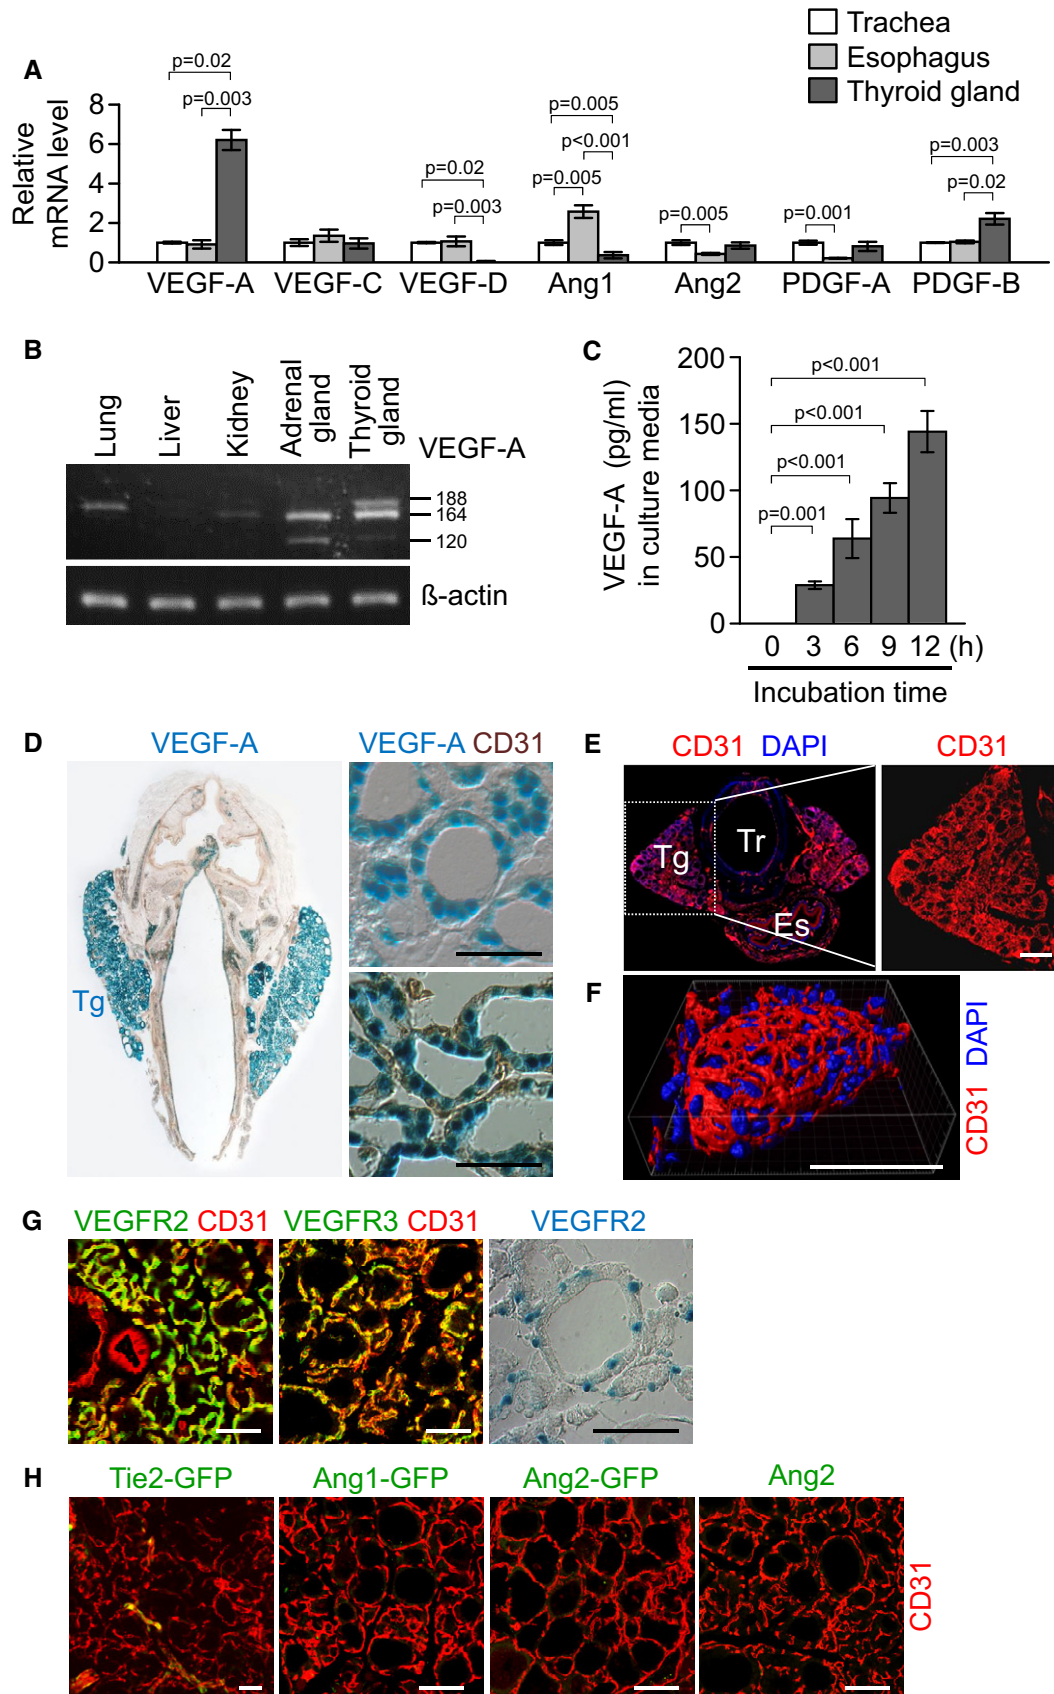 Trachea
Esophagus
Thyroid gland
A
p=0.02
p=0.003
p=0.02
p=0.003
p=0.005
p<0.001
p=0.005
p=0.005
p=0.001
p=0.003
p=0.02
Relative
mRNA level
8
6
4
2
0
VEGF-A VEGF-C VEGF-D Ang1 Ang2 PDGF-A PDGF-B
B
Lung
Liver
Kidney
Adrenal
gland
Thyroid
gland
VEGF-A
188
164
120
ß-actin
C
VEGF-A (pg/ml)
in culture media
200
150
100
50
0
p<0.001
p<0.001
p<0.001
p=0.001
0 3 6 9 12 (h)
Incubation time
D
VEGF-A
VEGF-A CD31
Tg
E
CD31 DAPI
CD31
Tg
Tr
Es
F
CD31 DAPI
G
VEGFR2 CD31
VEGFR3 CD31
VEGFR2
H
Tie2-GFP
Ang1-GFP
Ang2-GFP
Ang2
CD31